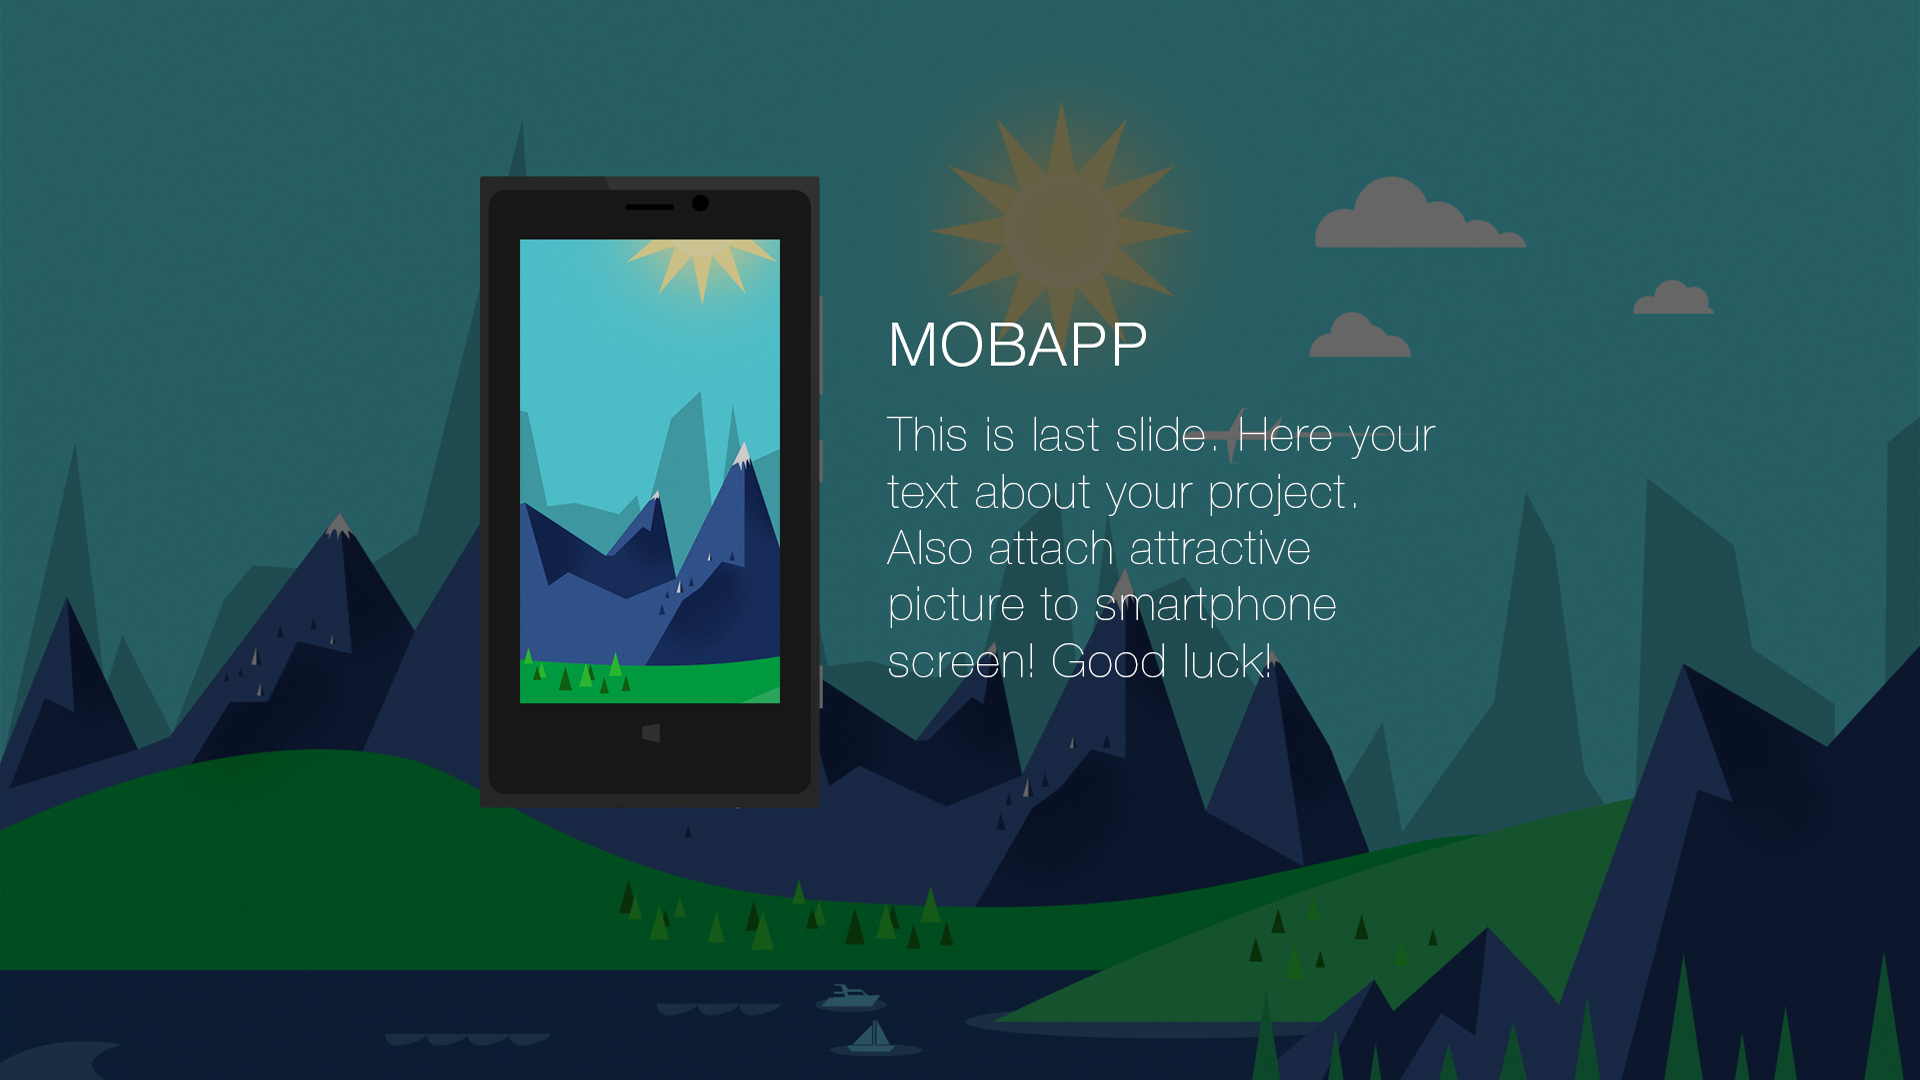 MOBAPP
This is last slide. Here your
text about your project.
Also attach attractive
picture to smartphone
screen! Good luck!